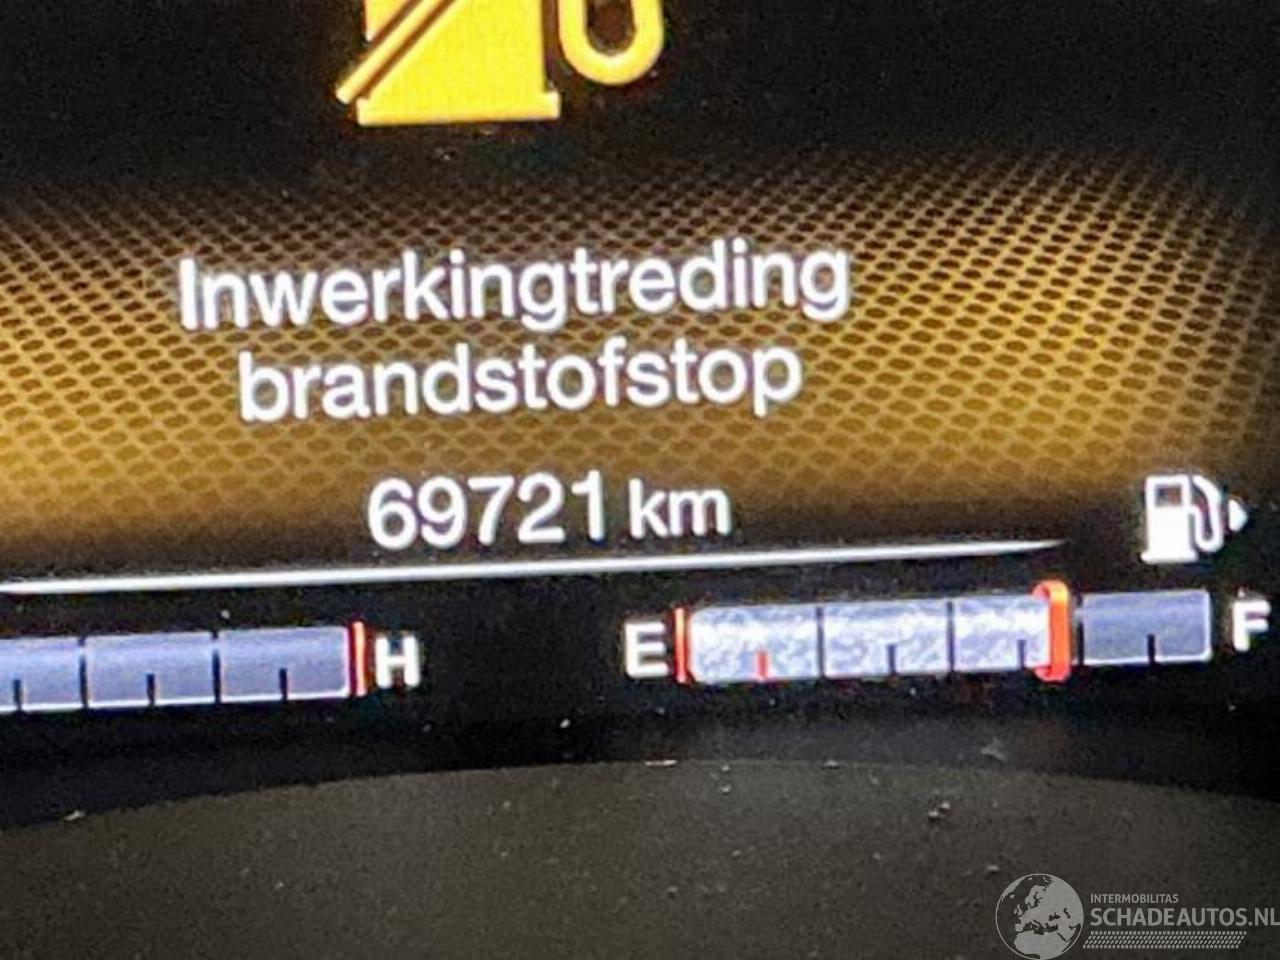 Inwerkingtreding
brandstofstop
69721 km
H
E
F
INTERMOBILITAS
SCHADEAUTOS.NL